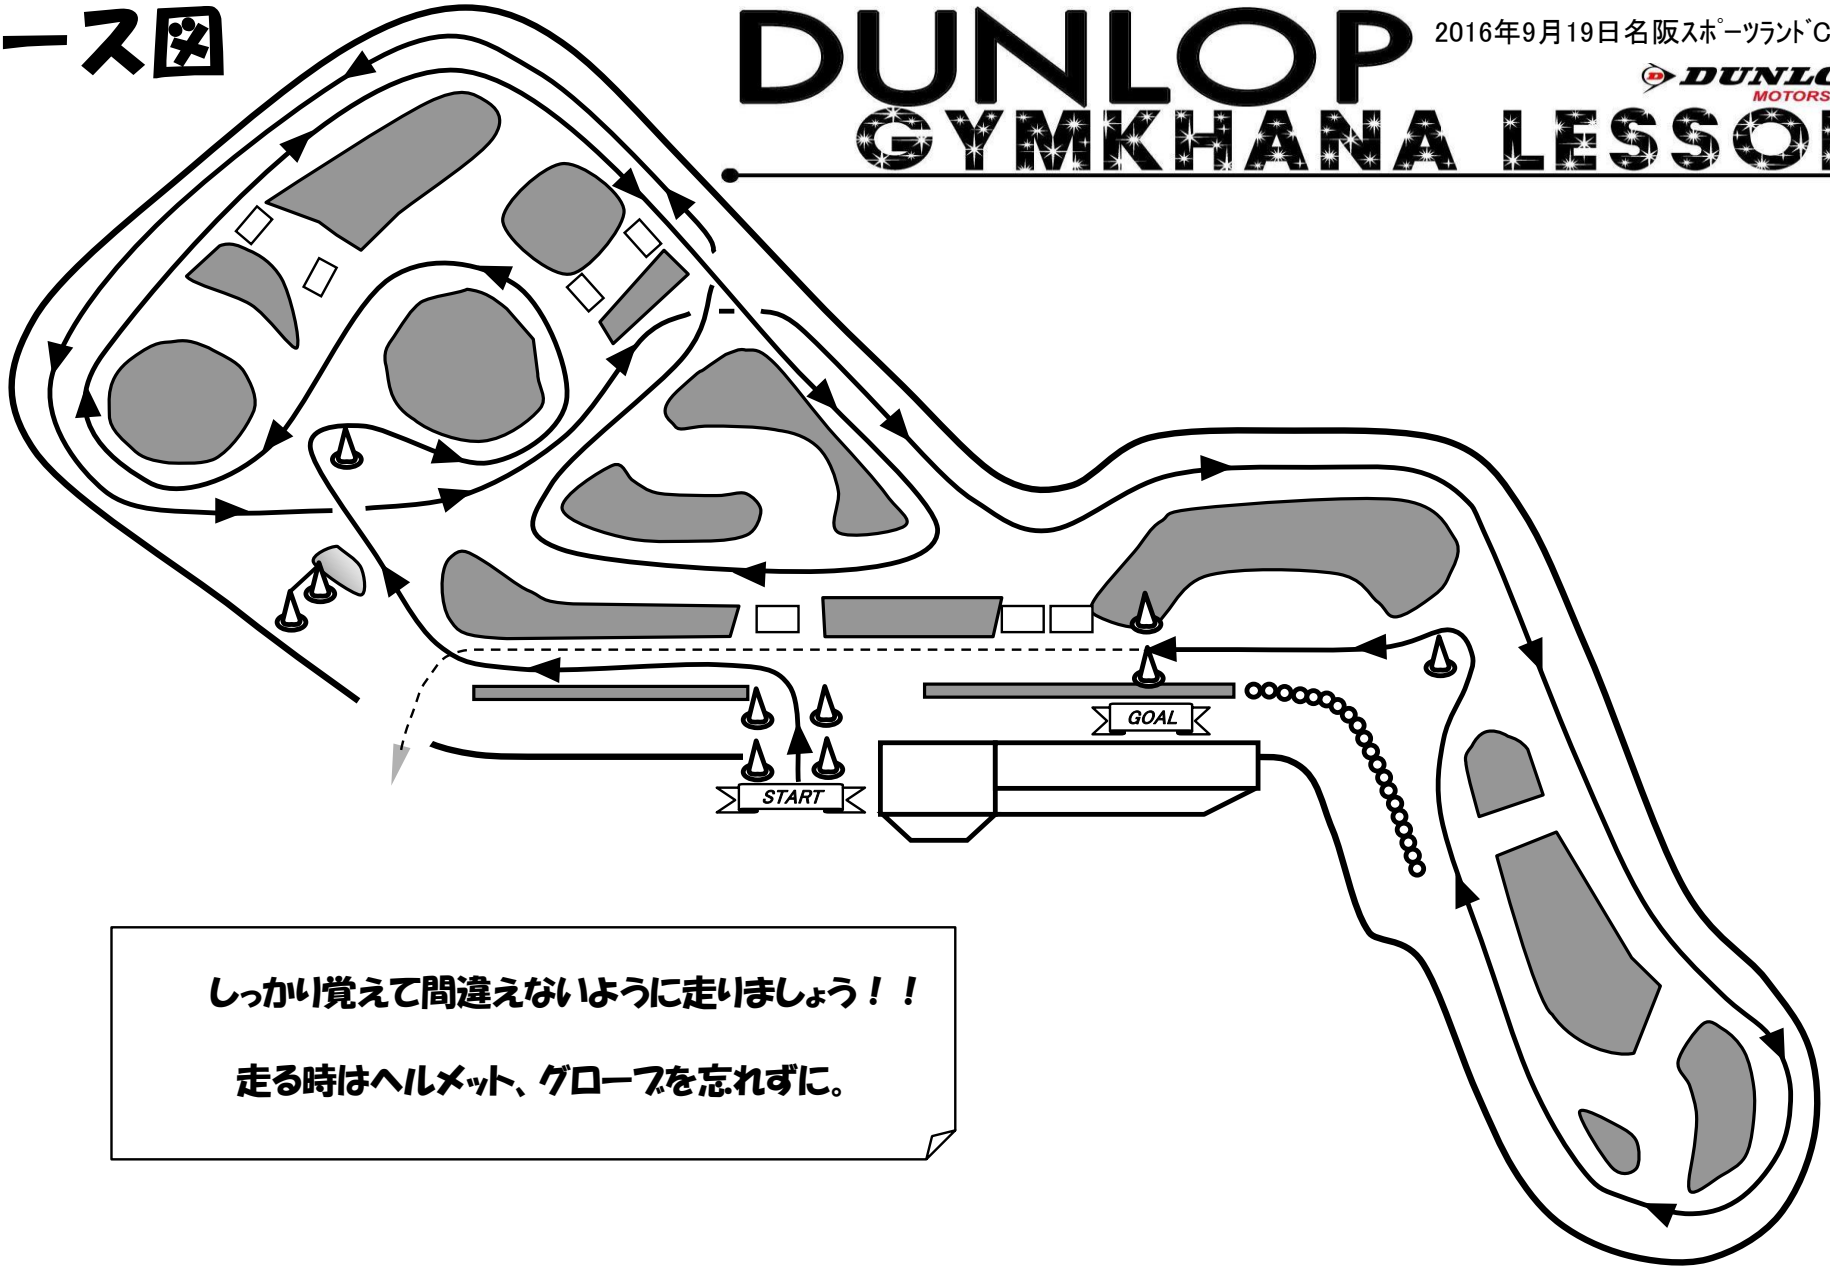 ース図
DUNLOP
2016年9月19日名阪スポーツランドC
DUNLO
MOTORS
GYMKHANA LESSON
GOAL
START
しっかり覚えて間違えないように走りましょう！！
走る時はヘルメット、グローブを忘れずに。